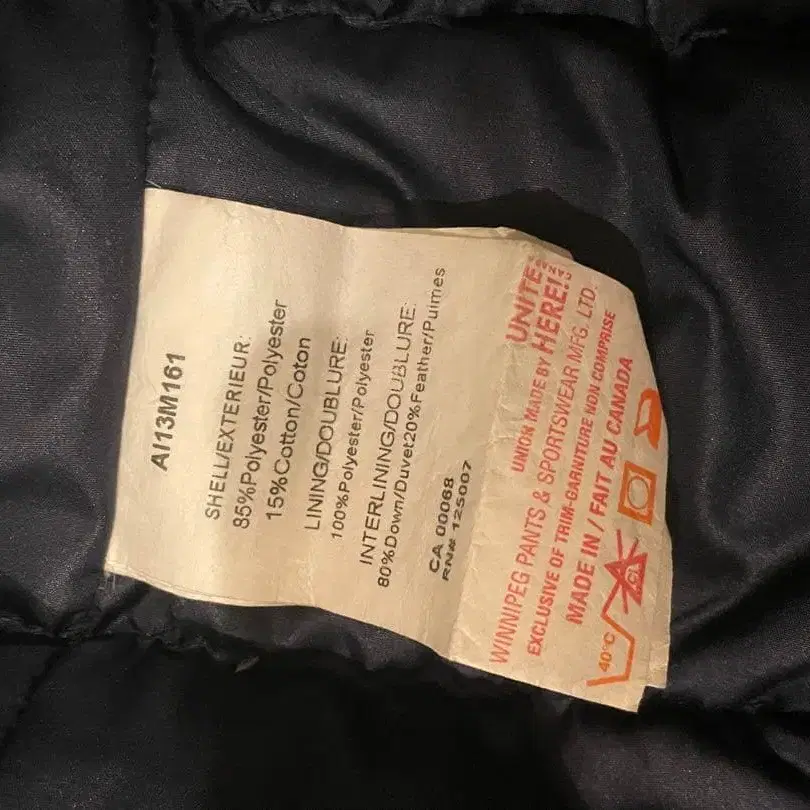 AI13M161
SHELL/EXTERIEUR:
85%Polyester/Polyester
15%Cotton/Coton
LINING/DOUBLURE:
100%Polyester/Polyester
INTERLINING/DOUBLURE:
80%Down/Duvet20%Feather/Puimes
CA 00068
RN# 125007
UNITE
HERE!
UNION MADE BY
WINNIPEG PANTS & SPORTSWEAR MFG. LTD.
EXCLUSIVE OF TRIM-GARNITURE NON COMPRISE
MADE IN / FAIT AU CANADA
40°C
CL